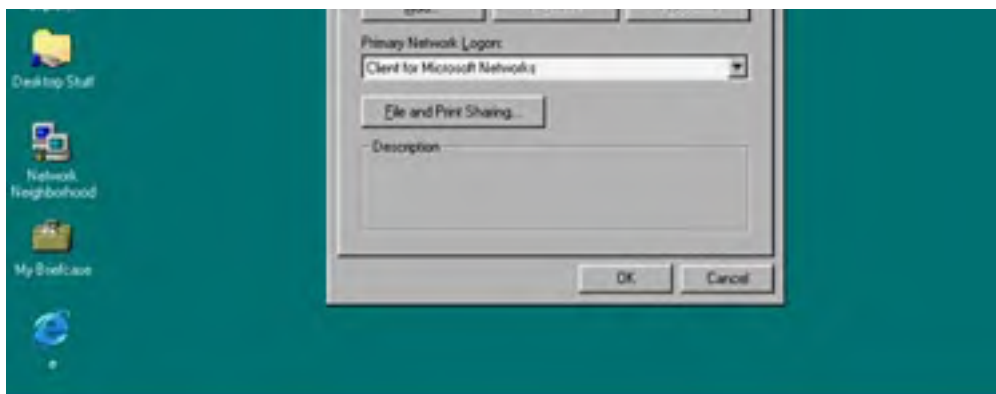 Primary Network Logon:
Client for Microsoft Networks
File and Print Sharing...
Description
OK
Cancel
Desktop Stuff
Network
Neighborhood
My Briefcase
e